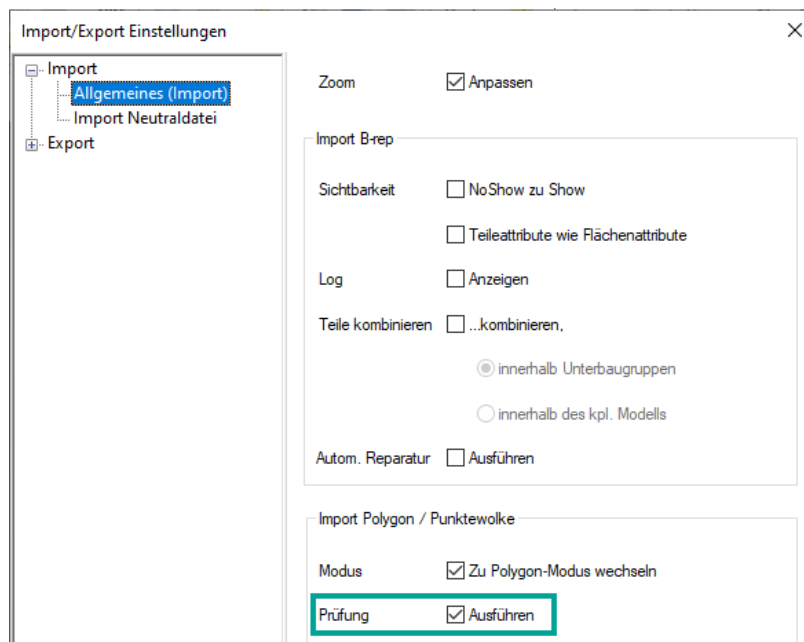 Import/Export Einstellungen
Import
Allgemeines (Import)
Import Neutraldatei
Export
Zoom Anpassen
Import B-rep
Sichtbarkeit NoShow zu Show
Teileattribute wie Flächenattribute
Log Anzeigen
Teile kombinieren ...kombinieren,
innerhalb Unterbaugruppen
innerhalb des kpl. Modells
Autom. Reparatur Ausführen
Import Polygon / Punktewolke
Modus Zu Polygon-Modus wechseln
Prüfung Ausführen